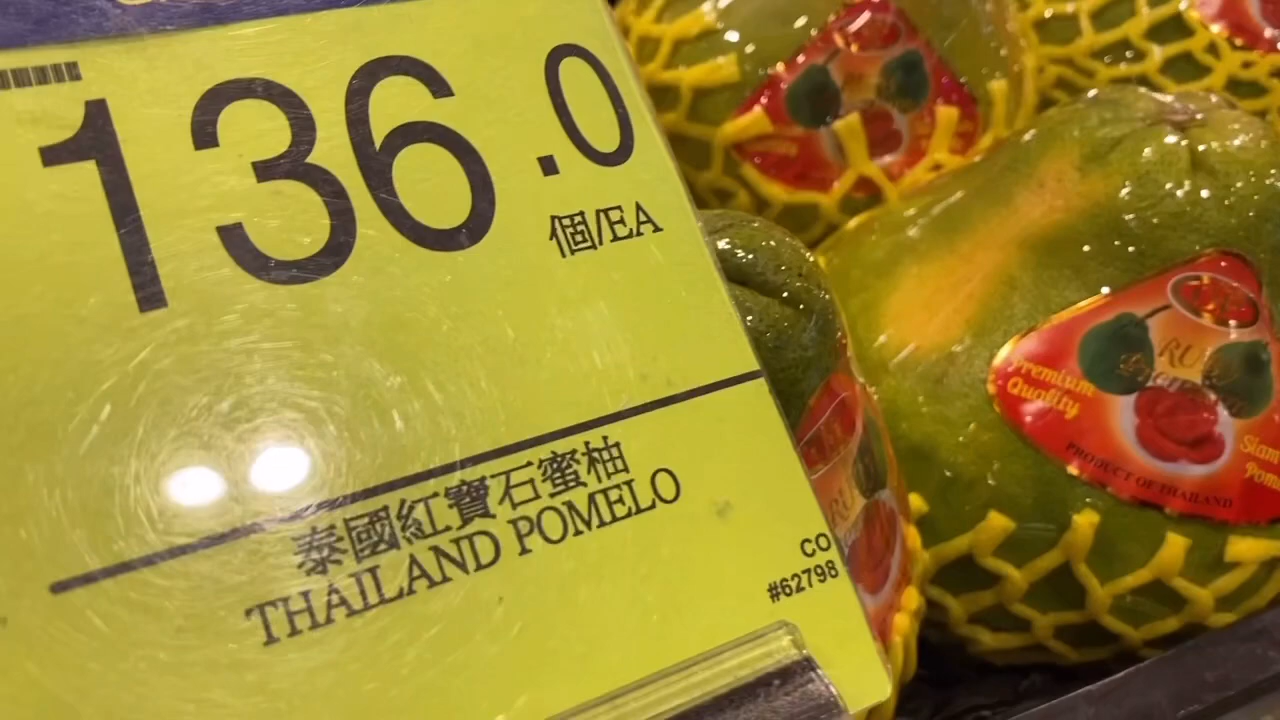 136.0
個/EA
泰國紅寶石蜜柚
THAILAND POMELO
CO
#62798
Premium
Quality
PRODUCT OF THAILAND
Siam